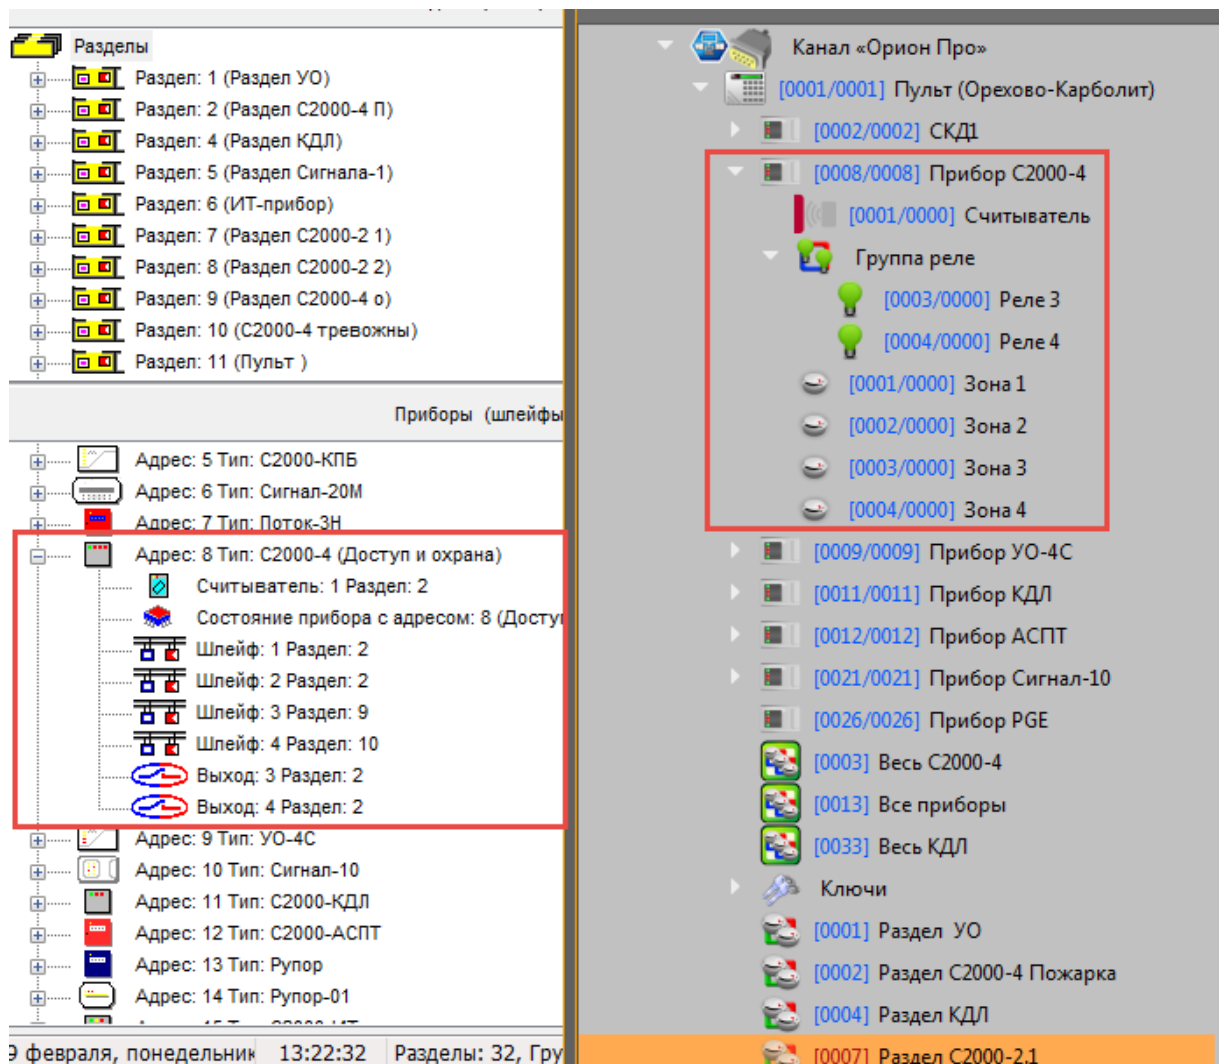 Разделы
Раздел: 1 (Раздел УО)
Раздел: 2 (Раздел С2000-4 П)
Раздел: 4 (Раздел КДЛ)
Раздел: 5 (Раздел Сигнала-1)
Раздел: 6 (ИТ-прибор)
Раздел: 7 (Раздел С2000-2 1)
Раздел: 8 (Раздел С2000-2 2)
Раздел: 9 (Раздел С2000-4 о)
Раздел: 10 (С2000-4 тревожны)
Раздел: 11 (Пульт )
Приборы (шлейфы
Адрес: 5 Тип: С2000-КПБ
Адрес: 6 Тип: Сигнал-20М
Адрес: 7 Тип: Поток-3Н
Адрес: 8 Тип: С2000-4 (Доступ и охрана)
Считыватель: 1 Раздел: 2
Состояние прибора с адресом: 8 (Досту
Шлейф: 1 Раздел: 2
Шлейф: 2 Раздел: 2
Шлейф: 3 Раздел: 9
Шлейф: 4 Раздел: 10
Выход: 3 Раздел: 2
Выход: 4 Раздел: 2
Адрес: 9 Тип: УО-4С
Адрес: 10 Тип: Сигнал-10
Адрес: 11 Тип: С2000-КДЛ
Адрес: 12 Тип: С2000-АСПТ
Адрес: 13 Тип: Рупор
Адрес: 14 Тип: Рупор-01
9 февраля, понедельник 13:22:32 Разделы: 32, Гру
Канал «Орион Про»
[0001/0001] Пульт (Орехово-Карболит)
[0002/0002] СКД1
[0008/0008] Прибор С2000-4
[0001/0000] Считыватель
Группа реле
[0003/0000] Реле 3
[0004/0000] Реле 4
[0001/0000] Зона 1
[0002/0000] Зона 2
[0003/0000] Зона 3
[0004/0000] Зона 4
[0009/0009] Прибор УО-4С
[0011/0011] Прибор КДЛ
[0012/0012] Прибор АСПТ
[0021/0021] Прибор Сигнал-10
[0026/0026] Прибор PGE
[0003] Весь С2000-4
[0013] Все приборы
[0033] Весь КДЛ
Ключи
[0001] Раздел УО
[0002] Раздел С2000-4 Пожарка
[0004] Раздел КДЛ
[0007] Раздел С2000-2.1